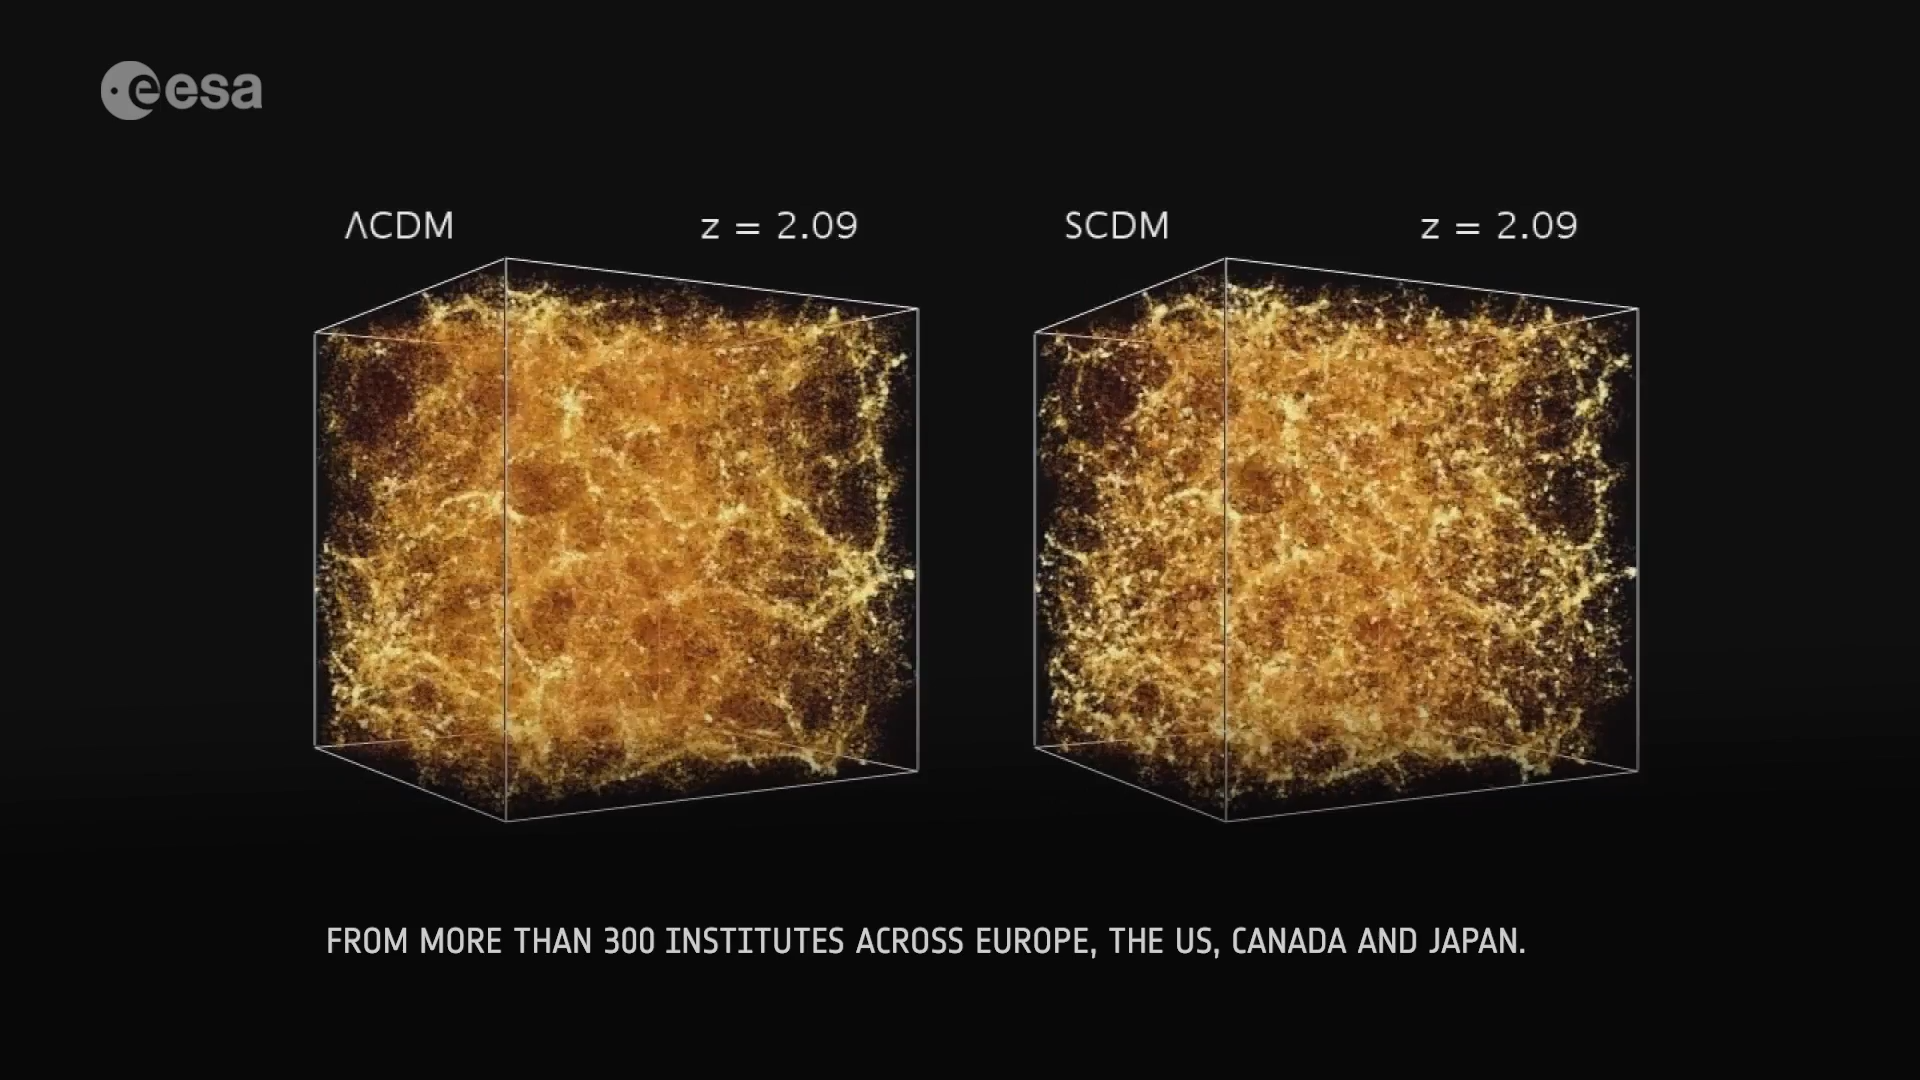 esa
ΛCDM z = 2.09 SCDM z = 2.09
FROM MORE THAN 300 INSTITUTES ACROSS EUROPE, THE US, CANADA AND JAPAN.